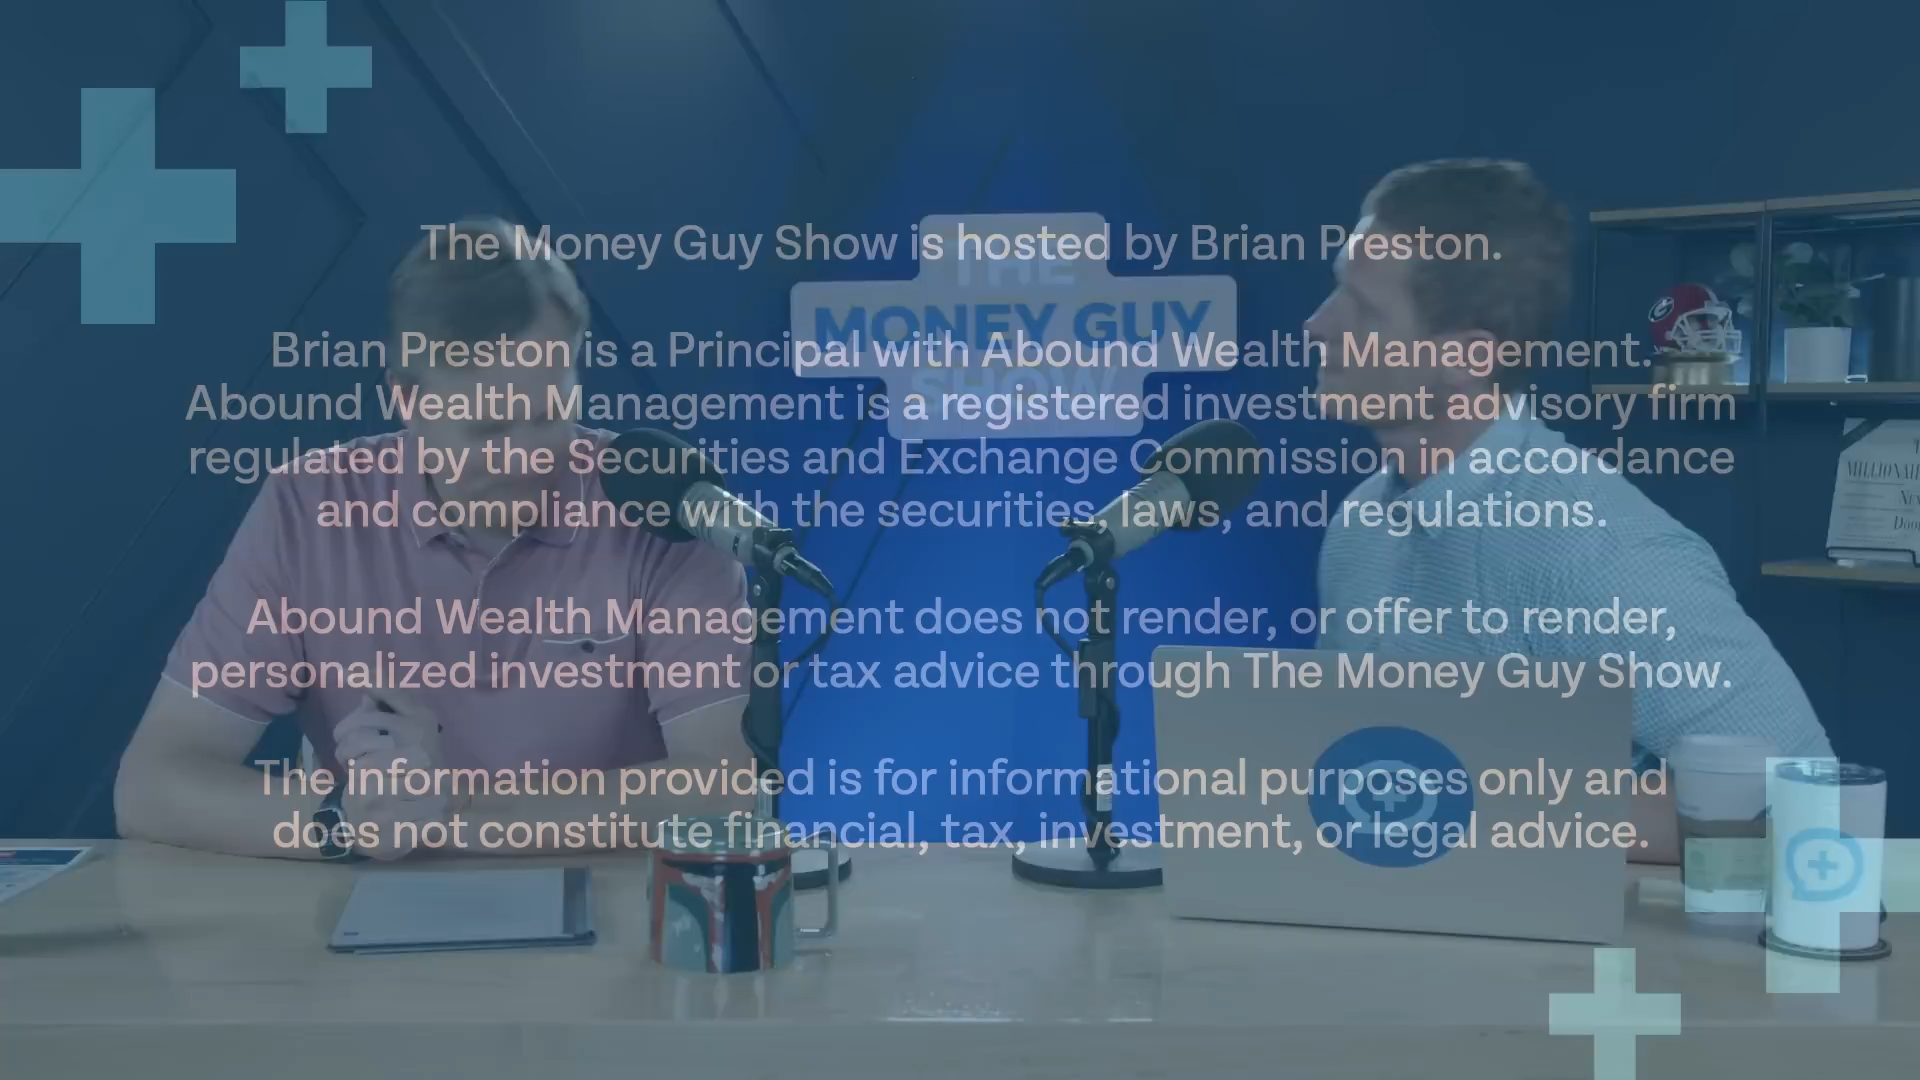 The Money Guy Show is hosted by Brian Preston.
THE
MONEY GUY
SHOW
Brian Preston is a Principal with Abound Wealth Management.
Abound Wealth Management is a registered investment advisory firm
regulated by the Securities and Exchange Commission in accordance
and compliance with the securities, laws, and regulations.
Abound Wealth Management does not render, or offer to render,
personalized investment or tax advice through The Money Guy Show.
The information provided is for informational purposes only and
does not constitute financial, tax, investment, or legal advice.
G